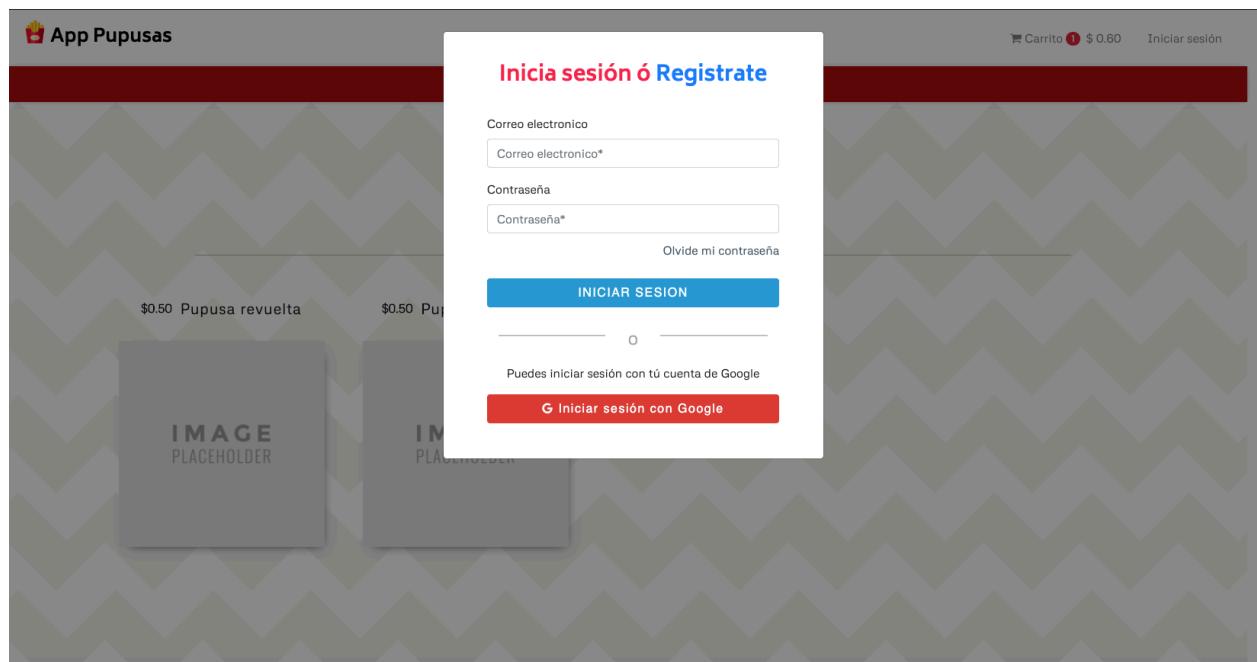 App Pupusas
Carrito 1 $ 0.60 Iniciar sesión
Inicia sesión ó Registrate
Correo electronico
Correo electronico*
Contraseña
Contraseña*
Olvide mi contraseña
INICIAR SESION
O
Puedes iniciar sesión con tú cuenta de Google
G Iniciar sesión con Google
$0.50 Pupusa revuelta
$0.50
IMAGE
PLACEHOLDER